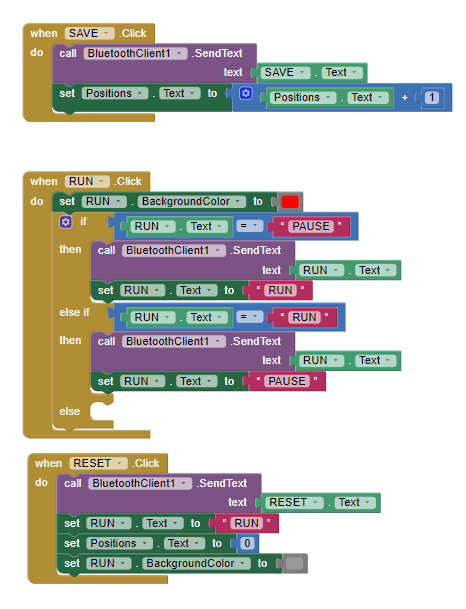 when SAVE .Click
do call BluetoothClient1 .SendText
text SAVE . Text
set Positions . Text to Positions . Text + 1
when RUN .Click
do set RUN . BackgroundColor to
if RUN . Text = " PAUSE "
then call BluetoothClient1 .SendText
text RUN . Text
set RUN . Text to " RUN "
else if RUN . Text = " RUN "
then call BluetoothClient1 .SendText
text RUN . Text
set RUN . Text to " PAUSE "
else
when RESET .Click
do call BluetoothClient1 .SendText
text RESET . Text
set RUN . Text to " RUN "
set Positions . Text to 0
set RUN . BackgroundColor to